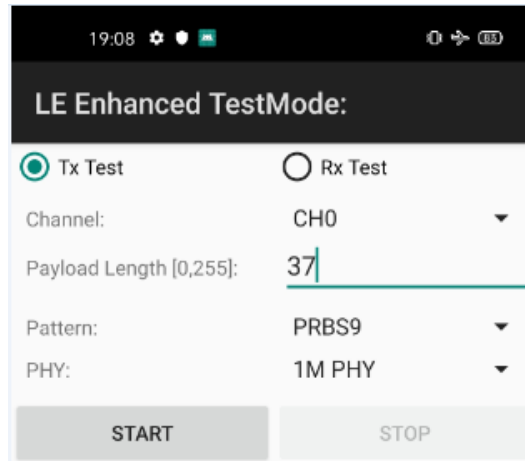 19:08 83
LE Enhanced TestMode:
Tx Test Rx Test
Channel: CH0
Payload Length [0,255]: 37
Pattern: PRBS9
PHY: 1M PHY
START STOP